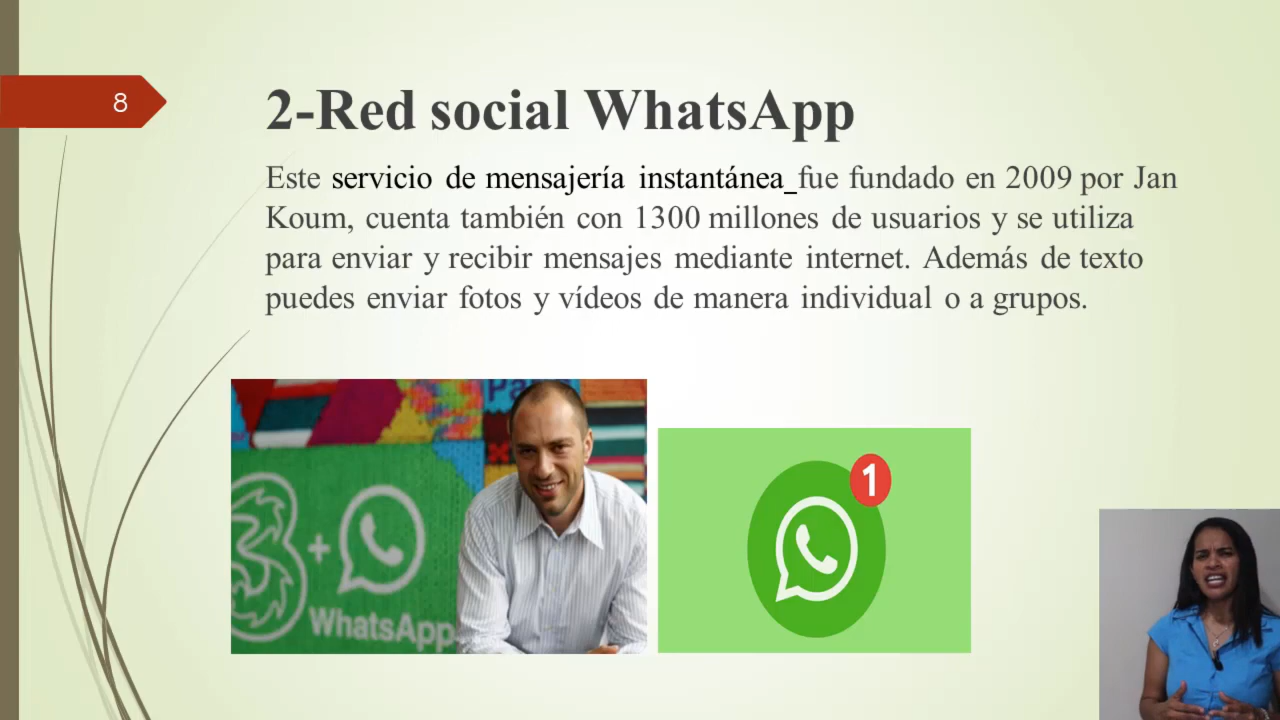 8
2-Red social WhatsApp
Este servicio de mensajería instantánea_fue fundado en 2009 por Jan
Koum, cuenta también con 1300 millones de usuarios y se utiliza
para enviar y recibir mensajes mediante internet. Además de texto
puedes enviar fotos y vídeos de manera individual o a grupos.
3 + WhatsApp
1